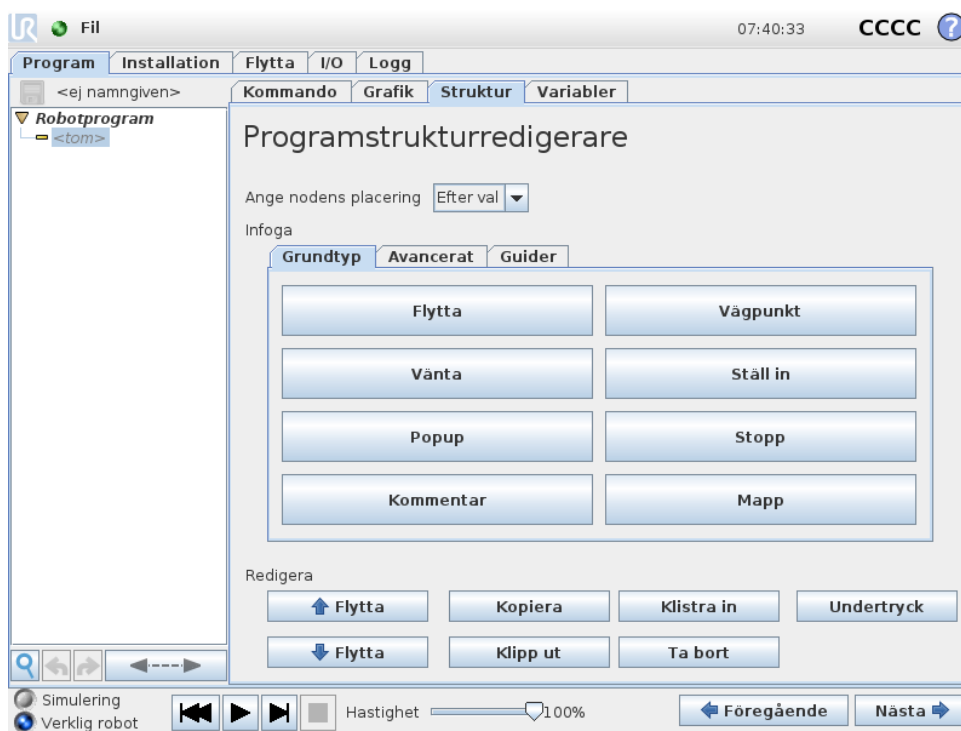 UR Fil 07:40:33 CCCC ?
Program Installation Flytta I/O Logg
<ej namngiven>
Kommando Grafik Struktur Variabler
Robotprogram
<tom>
Programstrukturredigerare
Ange nodens placering Efter val
Infoga
Grundtyp Avancerat Guider
Flytta Vägpunkt
Vänta Ställ in
Popup Stopp
Kommentar Mapp
Redigera
Flytta Kopiera Klistra in Undertryck
Flytta Klipp ut Ta bort
Simulering
Verklig robot
Hastighet 100%
Föregående Nästa